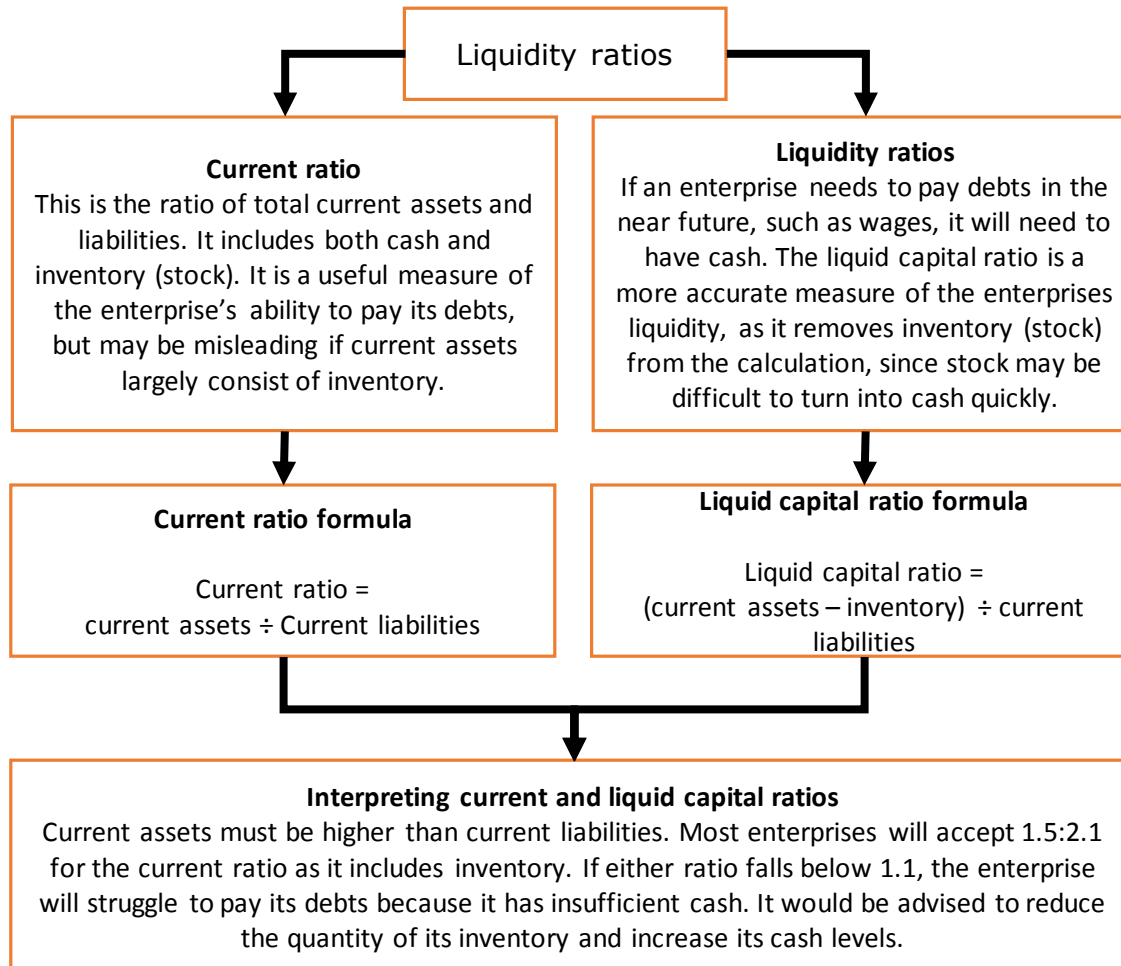 Liquidity ratios
Current ratio
This is the ratio of total current assets and
liabilities. It includes both cash and
inventory (stock). It is a useful measure of
the enterprise’s ability to pay its debts,
but may be misleading if current assets
largely consist of inventory.
Liquidity ratios
If an enterprise needs to pay debts in the
near future, such as wages, it will need to
have cash. The liquid capital ratio is a
more accurate measure of the enterprises
liquidity, as it removes inventory (stock)
from the calculation, since stock may be
difficult to turn into cash quickly.
Current ratio formula
Current ratio =
current assets ÷ Current liabilities
Liquid capital ratio formula
Liquid capital ratio =
(current assets – inventory) ÷ current
liabilities
Interpreting current and liquid capital ratios
Current assets must be higher than current liabilities. Most enterprises will accept 1.5:2.1
for the current ratio as it includes inventory. If either ratio falls below 1.1, the enterprise
will struggle to pay its debts because it has insufficient cash. It would be advised to reduce
the quantity of its inventory and increase its cash levels.